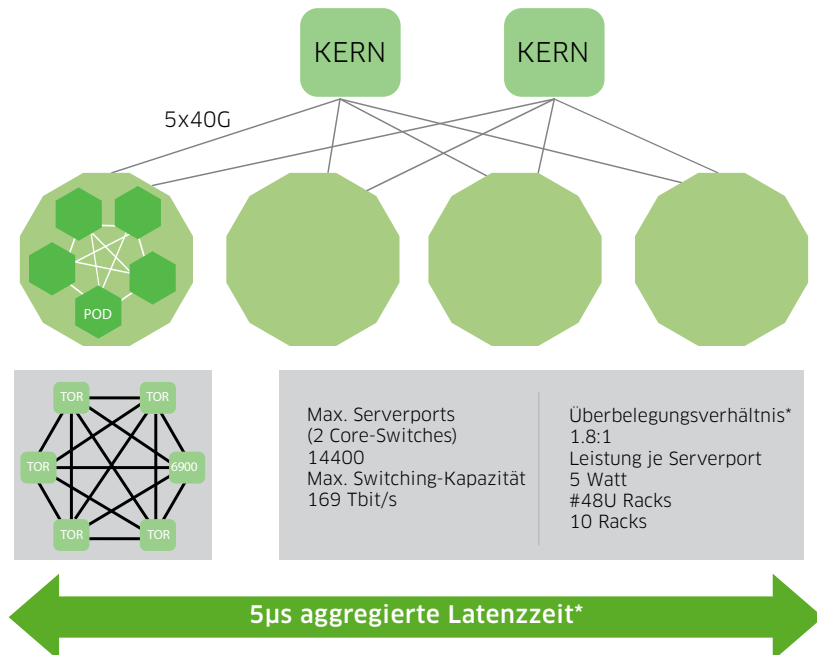 KERN
KERN
5x40G
POD
TOR
TOR
TOR
6900
TOR
TOR
Max. Serverports
(2 Core-Switches)
14400
Max. Switching-Kapazität
169 Tbit/s
Überbelegungsverhältnis*
1.8:1
Leistung je Serverport
5 Watt
#48U Racks
10 Racks
5µs aggregierte Latenzzeit*